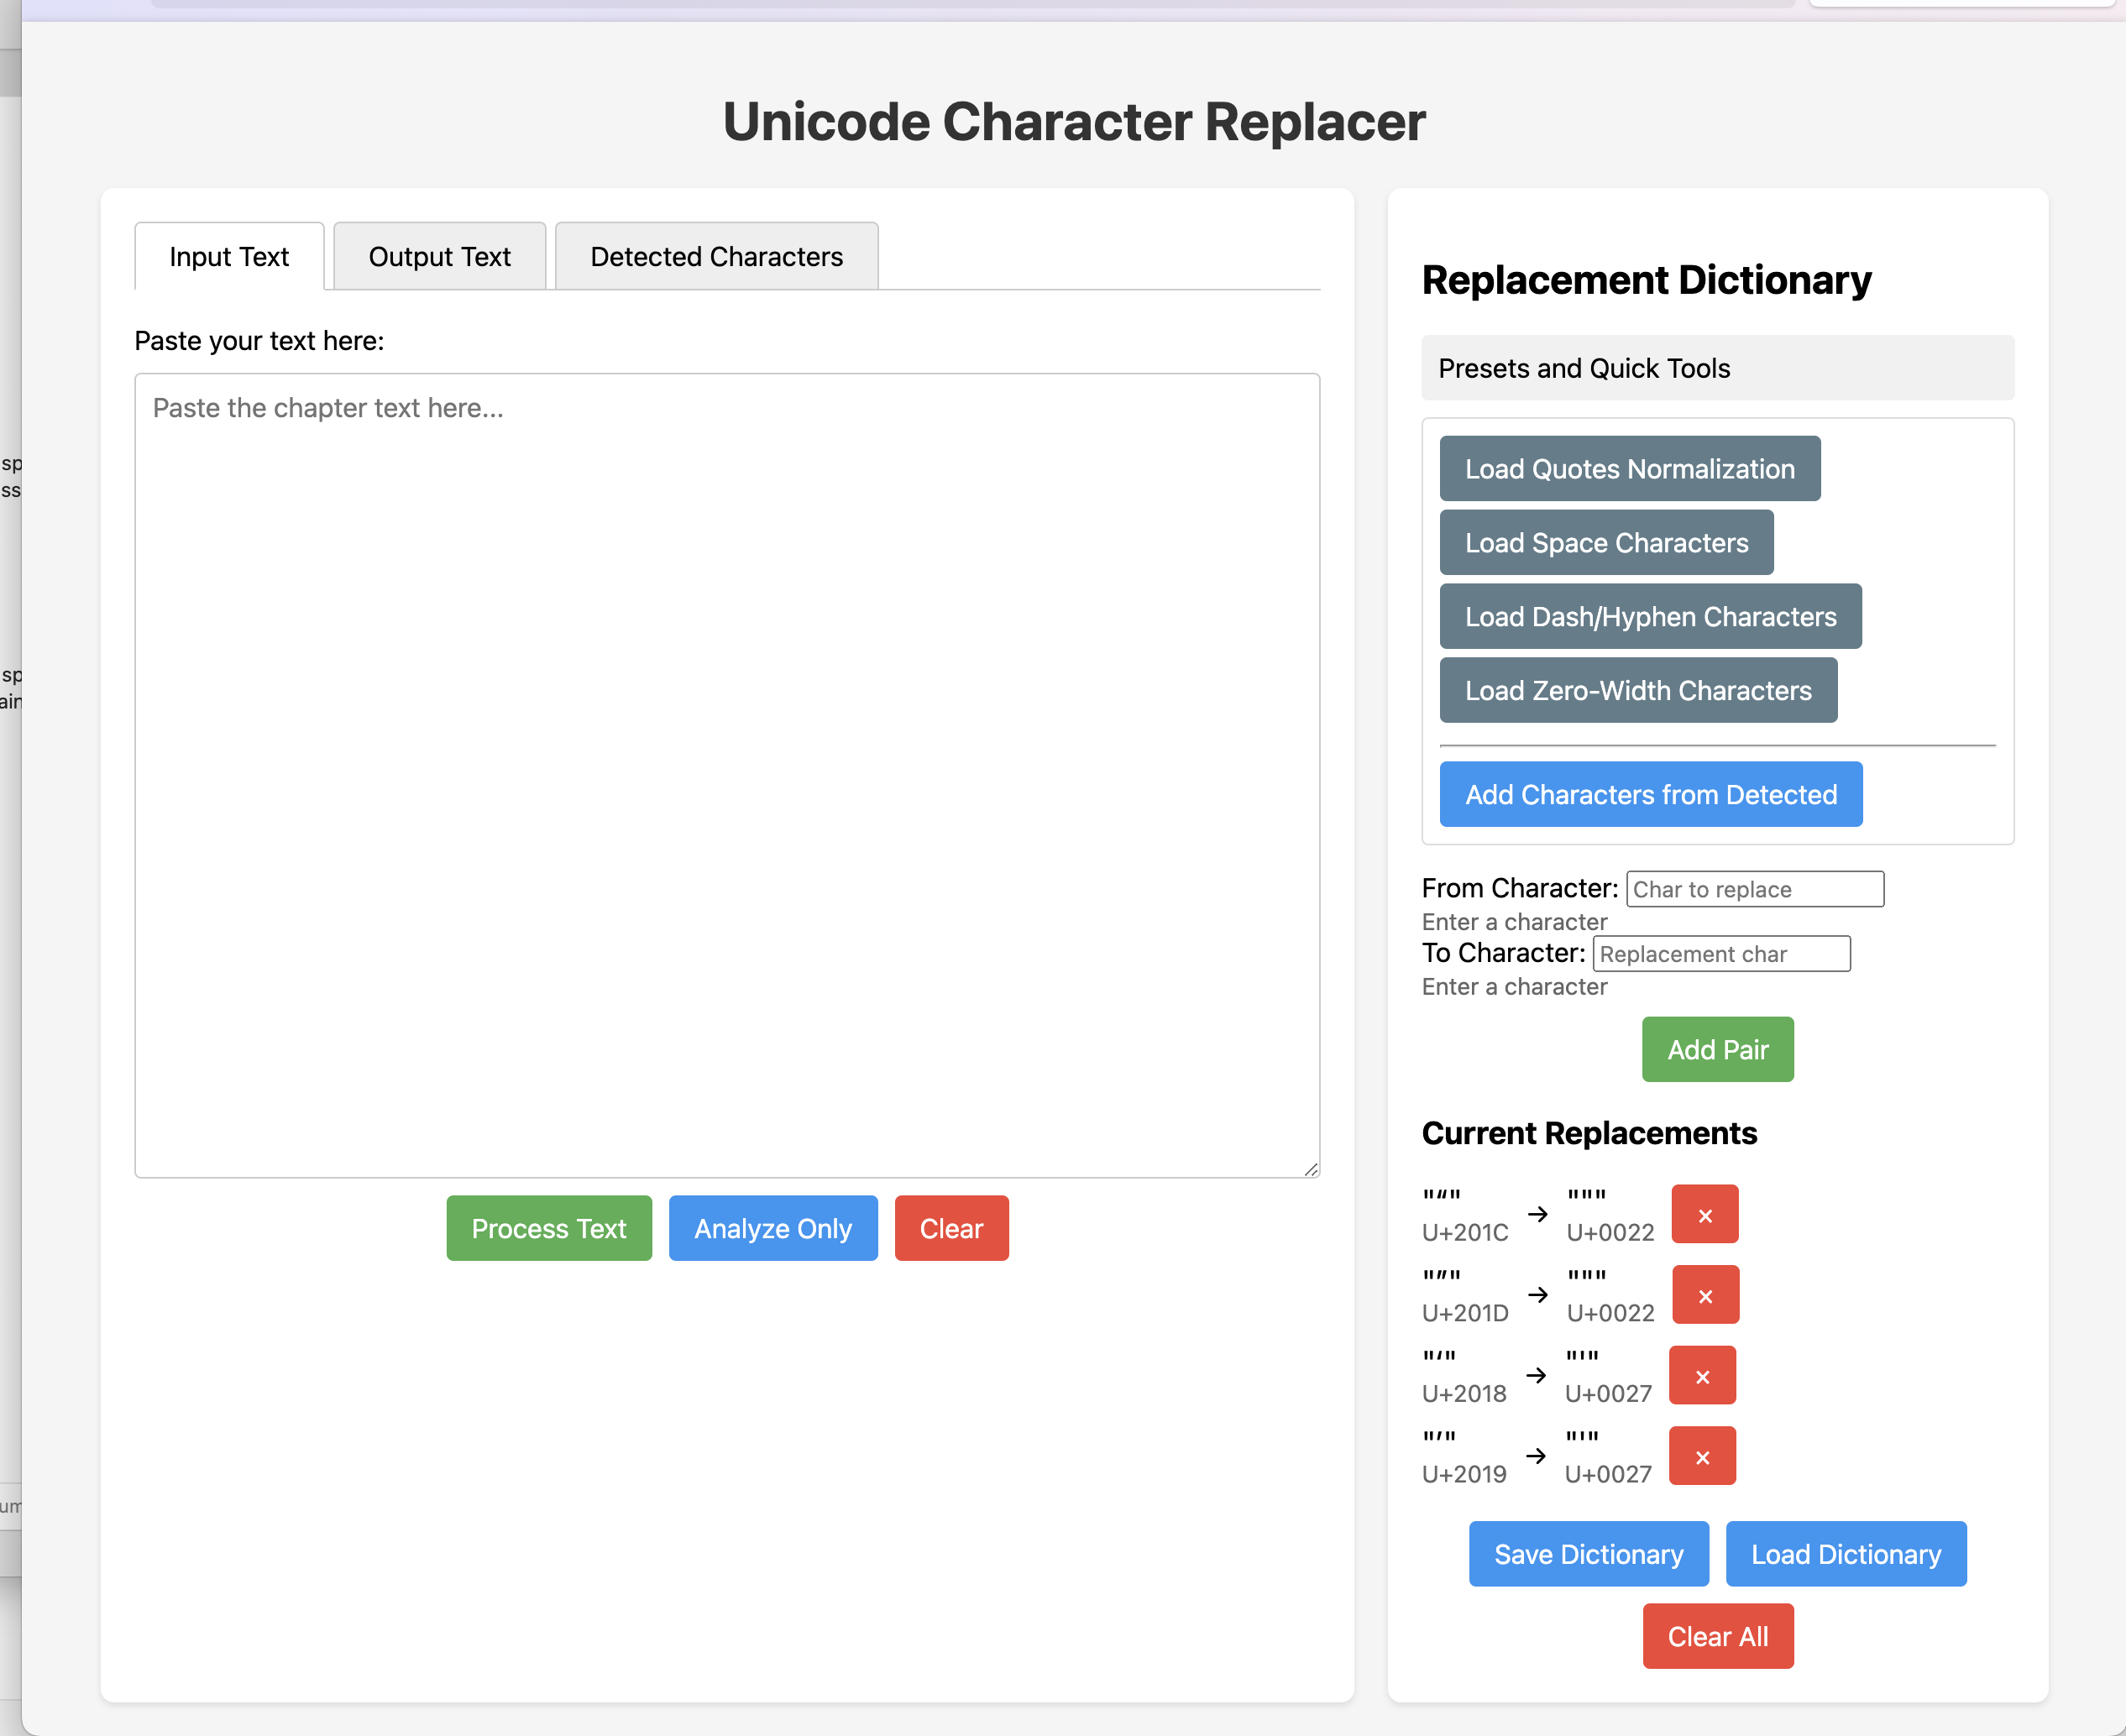 Unicode Character Replacer
Input Text
Output Text
Detected Characters
Paste your text here:
Paste the chapter text here...
Process Text
Analyze Only
Clear
Replacement Dictionary
Presets and Quick Tools
Load Quotes Normalization
Load Space Characters
Load Dash/Hyphen Characters
Load Zero-Width Characters
Add Characters from Detected
From Character: Char to replace
Enter a character
To Character: Replacement char
Enter a character
Add Pair
Current Replacements
"“" → """ ×
U+201C U+0022
"”" → """ ×
U+201D U+0022
"‘" → "'" ×
U+2018 U+0027
"’" → "'" ×
U+2019 U+0027
Save Dictionary
Load Dictionary
Clear All